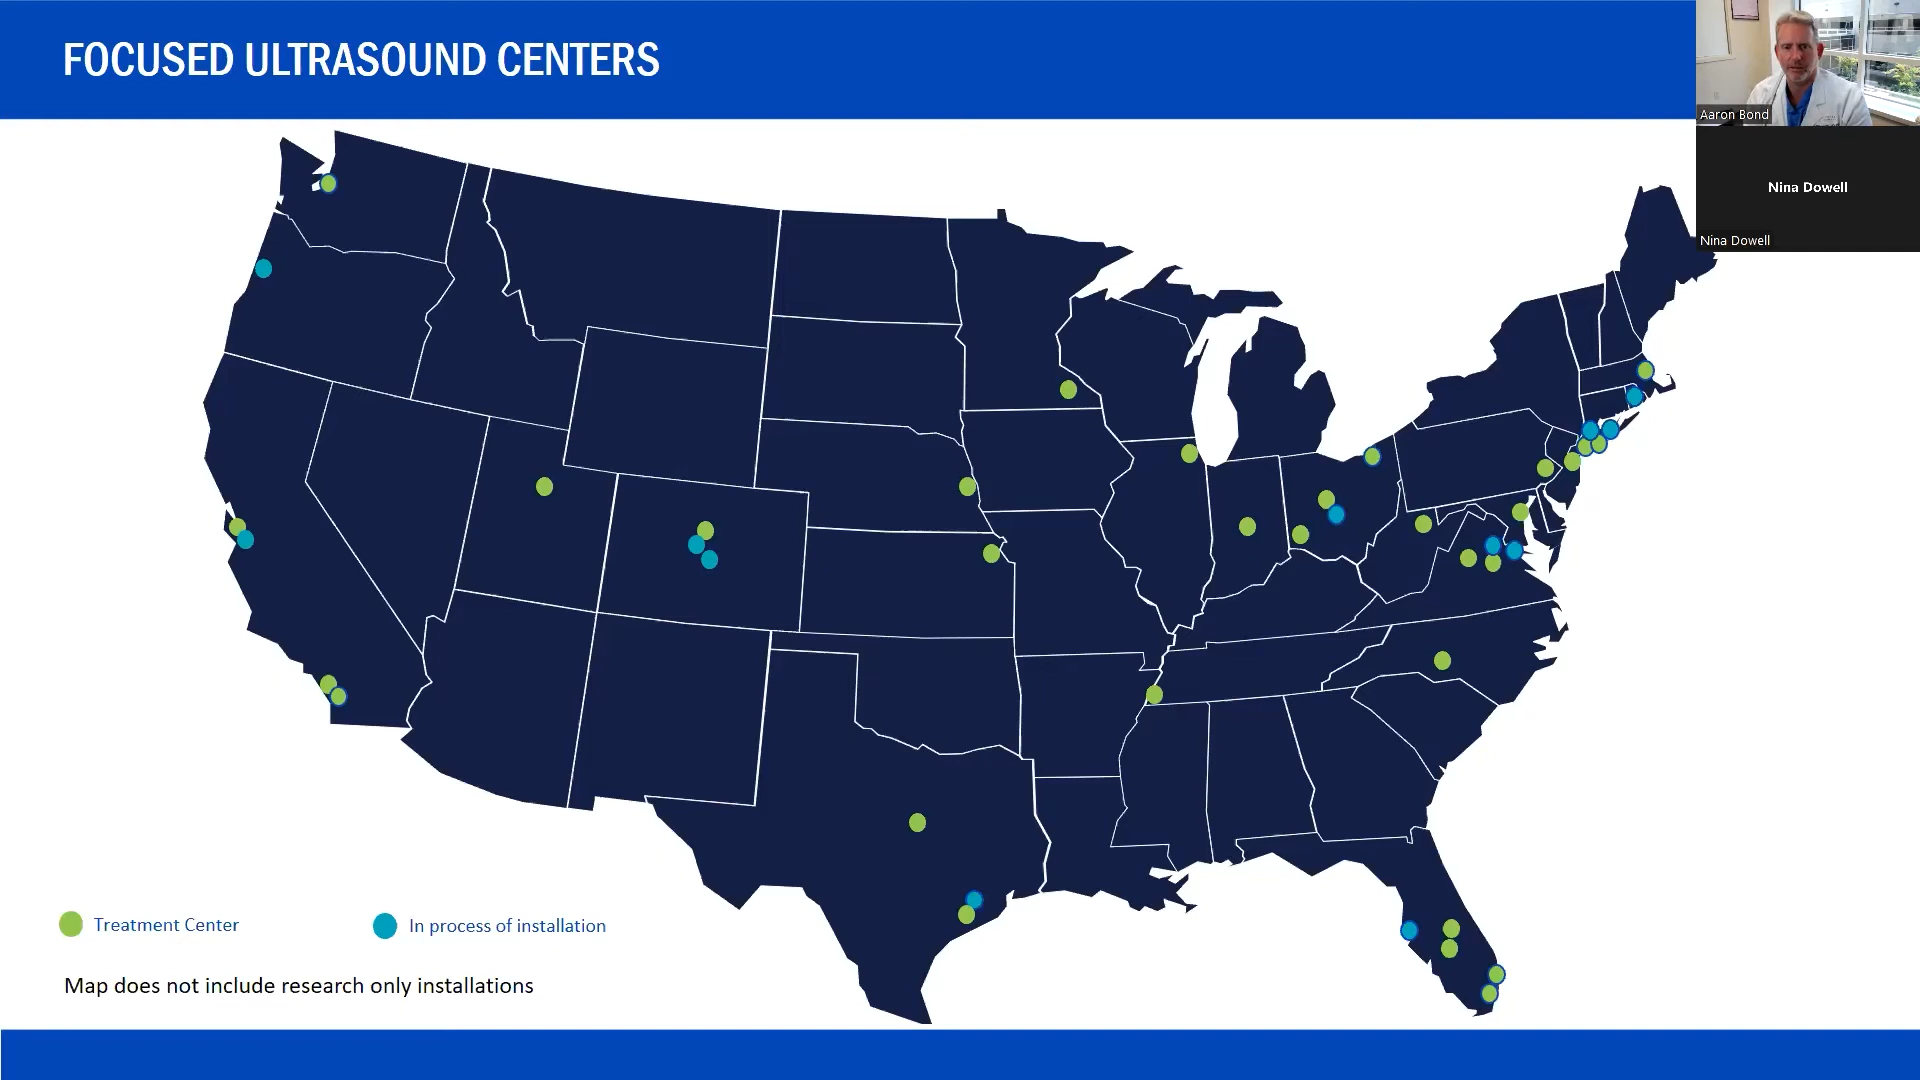 FOCUSED ULTRASOUND CENTERS
Aaron Bond
Nina Dowell
Nina Dowell
Treatment Center
In process of installation
Map does not include research only installations